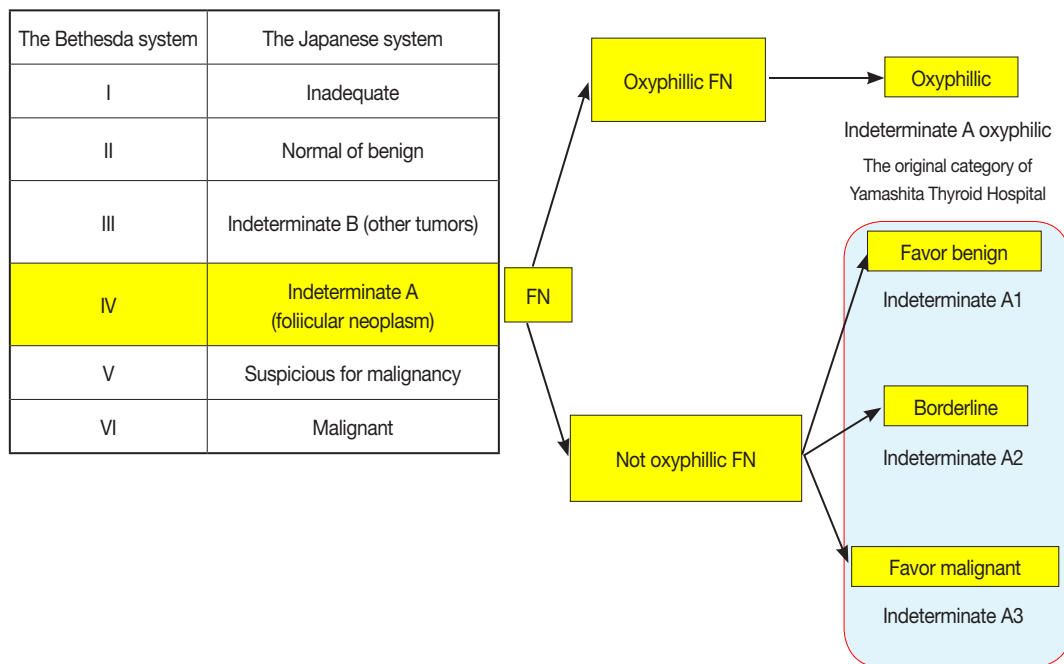 The Bethesda system The Japanese system
I Inadequate
II Normal of benign
III Indeterminate B (other tumors)
IV Indeterminate A
(foliicular neoplasm)
V Suspicious for malignancy
VI Malignant
FN
Oxyphillic FN
Oxyphillic
Indeterminate A oxyphilic
The original category of
Yamashita Thyroid Hospital
Not oxyphillic FN
Favor benign
Indeterminate A1
Borderline
Indeterminate A2
Favor malignant
Indeterminate A3